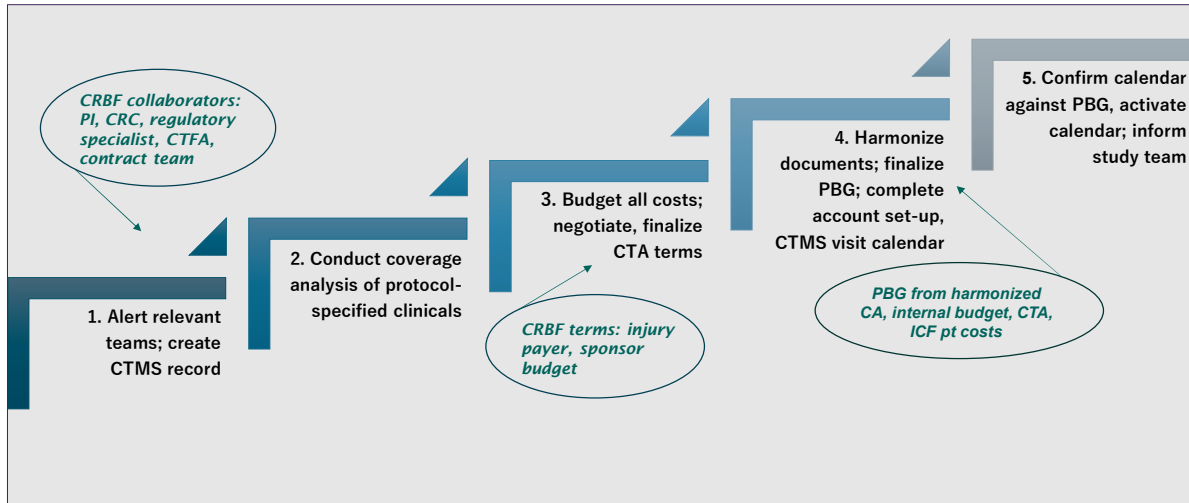 CRBF collaborators:
PI, CRC, regulatory
specialist, CTFA,
contract team
1. Alert relevant
teams; create
CTMS record
2. Conduct coverage
analysis of protocol-
specified clinicals
3. Budget all costs;
negotiate, finalize
CTA terms
CRBF terms: injury
payer, sponsor
budget
4. Harmonize
documents; finalize
PBG; complete
account set-up,
CTMS visit calendar
PBG from harmonized
CA, internal budget, CTA,
ICF pt costs
5. Confirm calendar
against PBG, activate
calendar; inform
study team